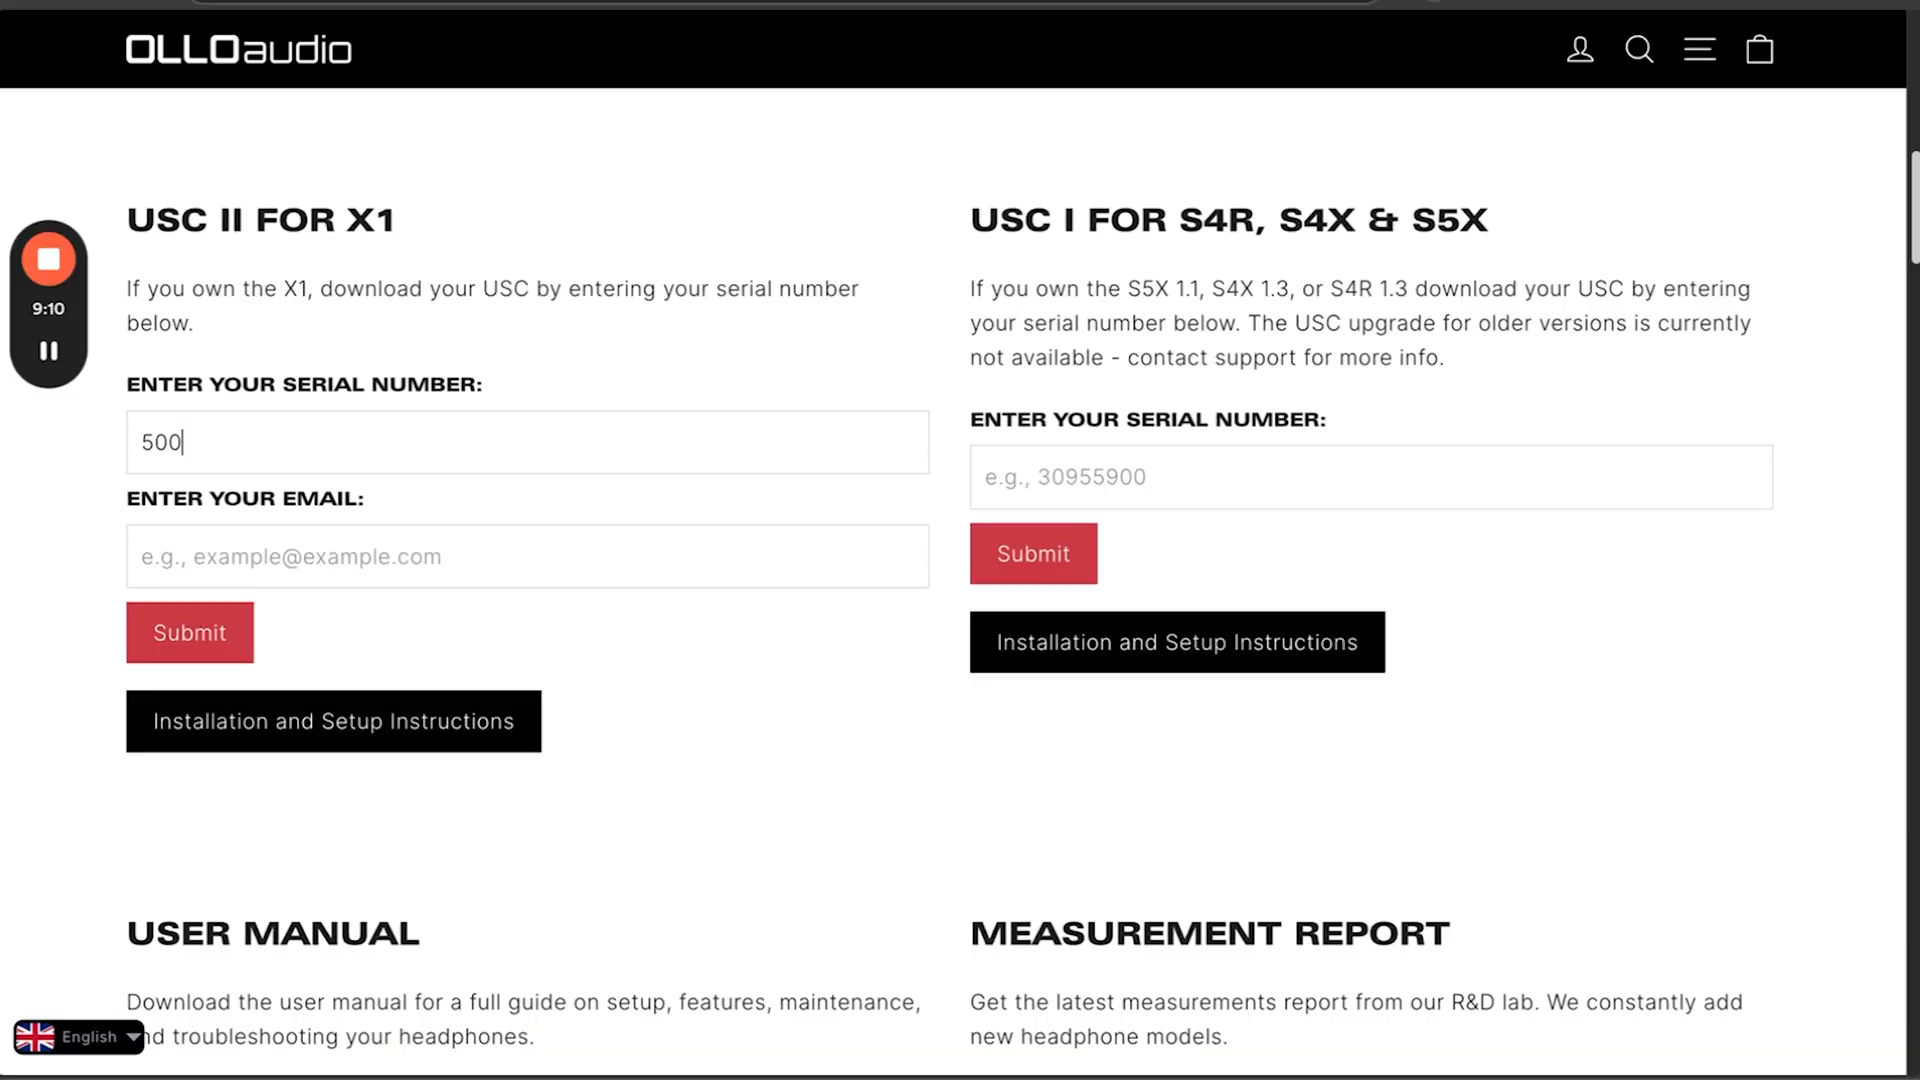 OLLOaudio
9:10
USC II FOR X1
If you own the X1, download your USC by entering your serial number
below.
ENTER YOUR SERIAL NUMBER:
500
ENTER YOUR EMAIL:
e.g., example@example.com
Submit
Installation and Setup Instructions
USC I FOR S4R, S4X & S5X
If you own the S5X 1.1, S4X 1.3, or S4R 1.3 download your USC by entering
your serial number below. The USC upgrade for older versions is currently
not available - contact support for more info.
ENTER YOUR SERIAL NUMBER:
e.g., 30955900
Submit
Installation and Setup Instructions
USER MANUAL
Download the user manual for a full guide on setup, features, maintenance,
nd troubleshooting your headphones.
MEASUREMENT REPORT
Get the latest measurements report from our R&D lab. We constantly add
new headphone models.
English